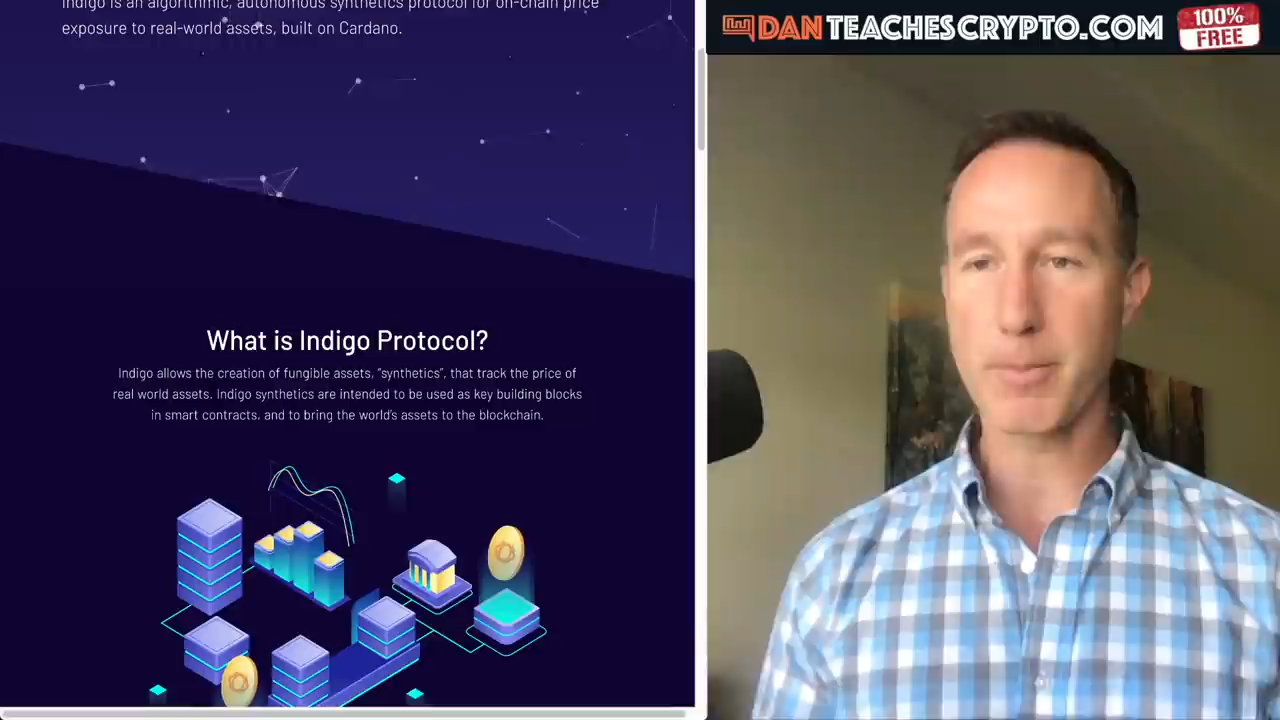 Indigo is an algorithmic, autonomous synthetics protocol for on-chain price
exposure to real-world assets, built on Cardano.
DANTEACHESCRYPTO.COM
100%
FREE
What is Indigo Protocol?
Indigo allows the creation of fungible assets, "synthetics", that track the price of
real world assets. Indigo synthetics are intended to be used as key building blocks
in smart contracts, and to bring the world's assets to the blockchain.